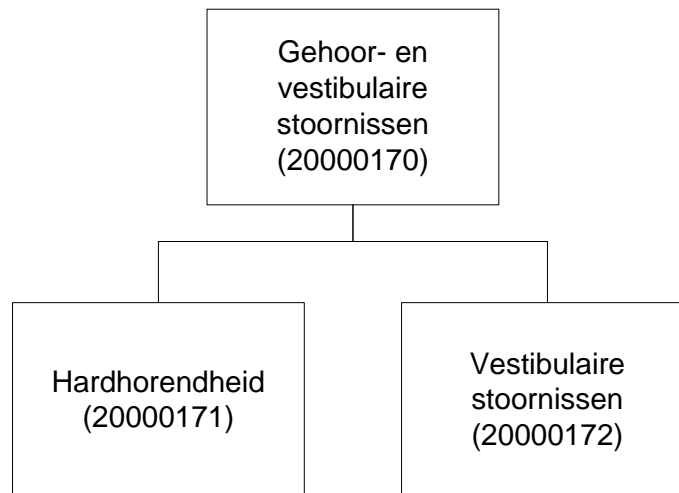 Gehoor- en
vestibulaire
stoornissen
(20000170)
Hardhorendheid
(20000171)
Vestibulaire
stoornissen
(20000172)